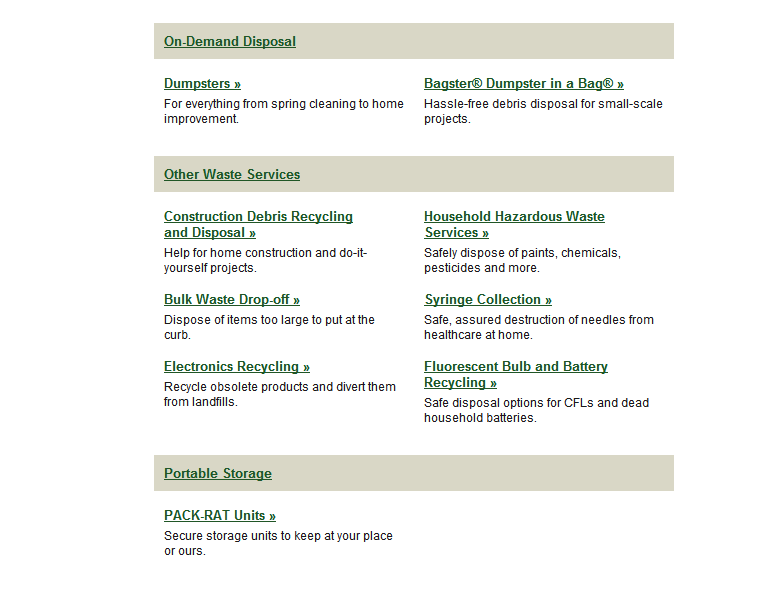 On-Demand Disposal
Dumpsters »
For everything from spring cleaning to home
improvement.
Bagster® Dumpster in a Bag® »
Hassle-free debris disposal for small-scale
projects.
Other Waste Services
Construction Debris Recycling
and Disposal »
Help for home construction and do-it-
yourself projects.
Household Hazardous Waste
Services »
Safely dispose of paints, chemicals,
pesticides and more.
Bulk Waste Drop-off »
Dispose of items too large to put at the
curb.
Syringe Collection »
Safe, assured destruction of needles from
healthcare at home.
Electronics Recycling »
Recycle obsolete products and divert them
from landfills.
Fluorescent Bulb and Battery
Recycling »
Safe disposal options for CFLs and dead
household batteries.
Portable Storage
PACK-RAT Units »
Secure storage units to keep at your place
or ours.